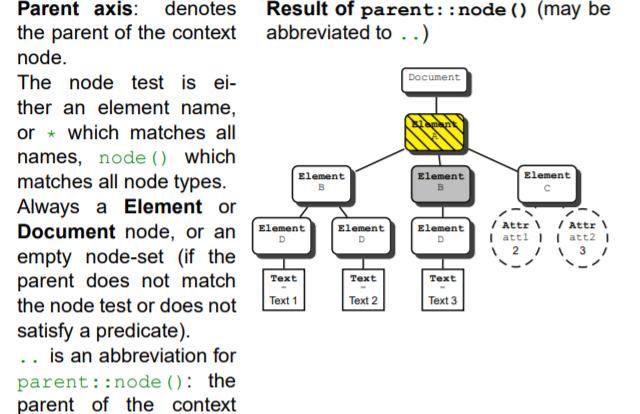 Parent axis: denotes
the parent of the context
node.
The node test is ei-
ther an element name,
or * which matches all
names, node() which
matches all node types.
Always a Element or
Document node, or an
empty node-set (if the
parent does not match
the node test or does not
satisfy a predicate).
.. is an abbreviation for
parent::node(): the
parent of the context
Result of parent::node() (may be
abbreviated to ..)
Document
Element
A
Element
B
Element
B
Element
C
Element
D
Element
D
Element
D
Attr
att1
2
Attr
att2
3
Text
–
Text 1
Text
–
Text 2
Text
–
Text 3